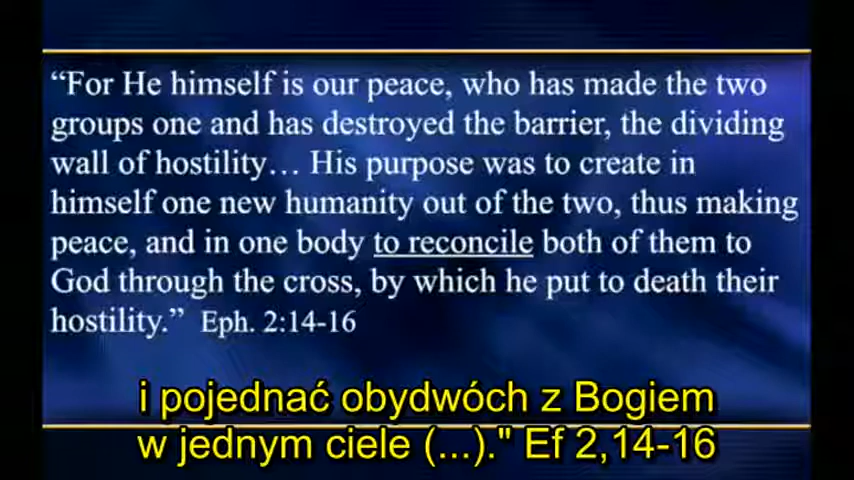 “For He himself is our peace, who has made the two
groups one and has destroyed the barrier, the dividing
wall of hostility… His purpose was to create in
himself one new humanity out of the two, thus making
peace, and in one body to reconcile both of them to
God through the cross, by which he put to death their
hostility.” Eph. 2:14-16
i pojednać obydwóch z Bogiem
w jednym ciele (...)." Ef 2,14-16